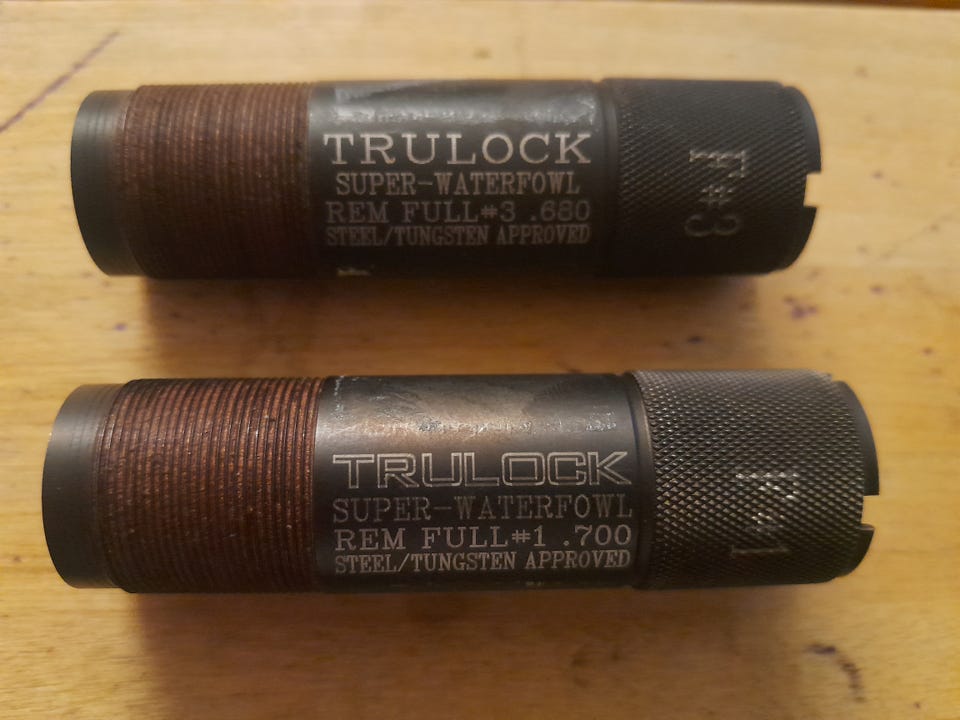 TRULOCK
SUPER-WATERFOWL
REM FULL#3 .680
STEEL/TUNGSTEN APPROVED
F#3
TRULOCK
SUPER-WATERFOWL
REM FULL#1 .700
STEEL/TUNGSTEN APPROVED
F#1